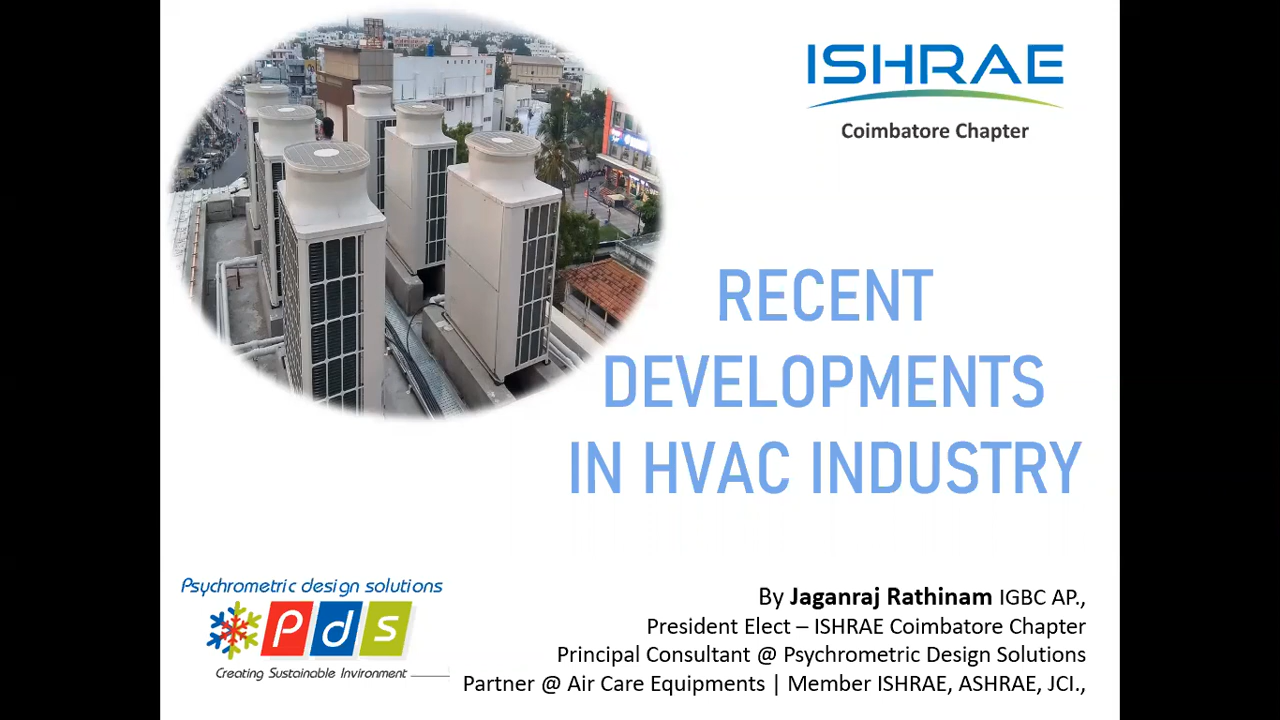 ISHRAE
Coimbatore Chapter
RECENT
DEVELOPMENTS
IN HVAC INDUSTRY
Psychrometric design solutions
Pds
Creating Sustainable Invironment
By Jaganraj Rathinam IGBC AP.,
President Elect – ISHRAE Coimbatore Chapter
Principal Consultant @ Psychrometric Design Solutions
Partner @ Air Care Equipments | Member ISHRAE, ASHRAE, JCI.,